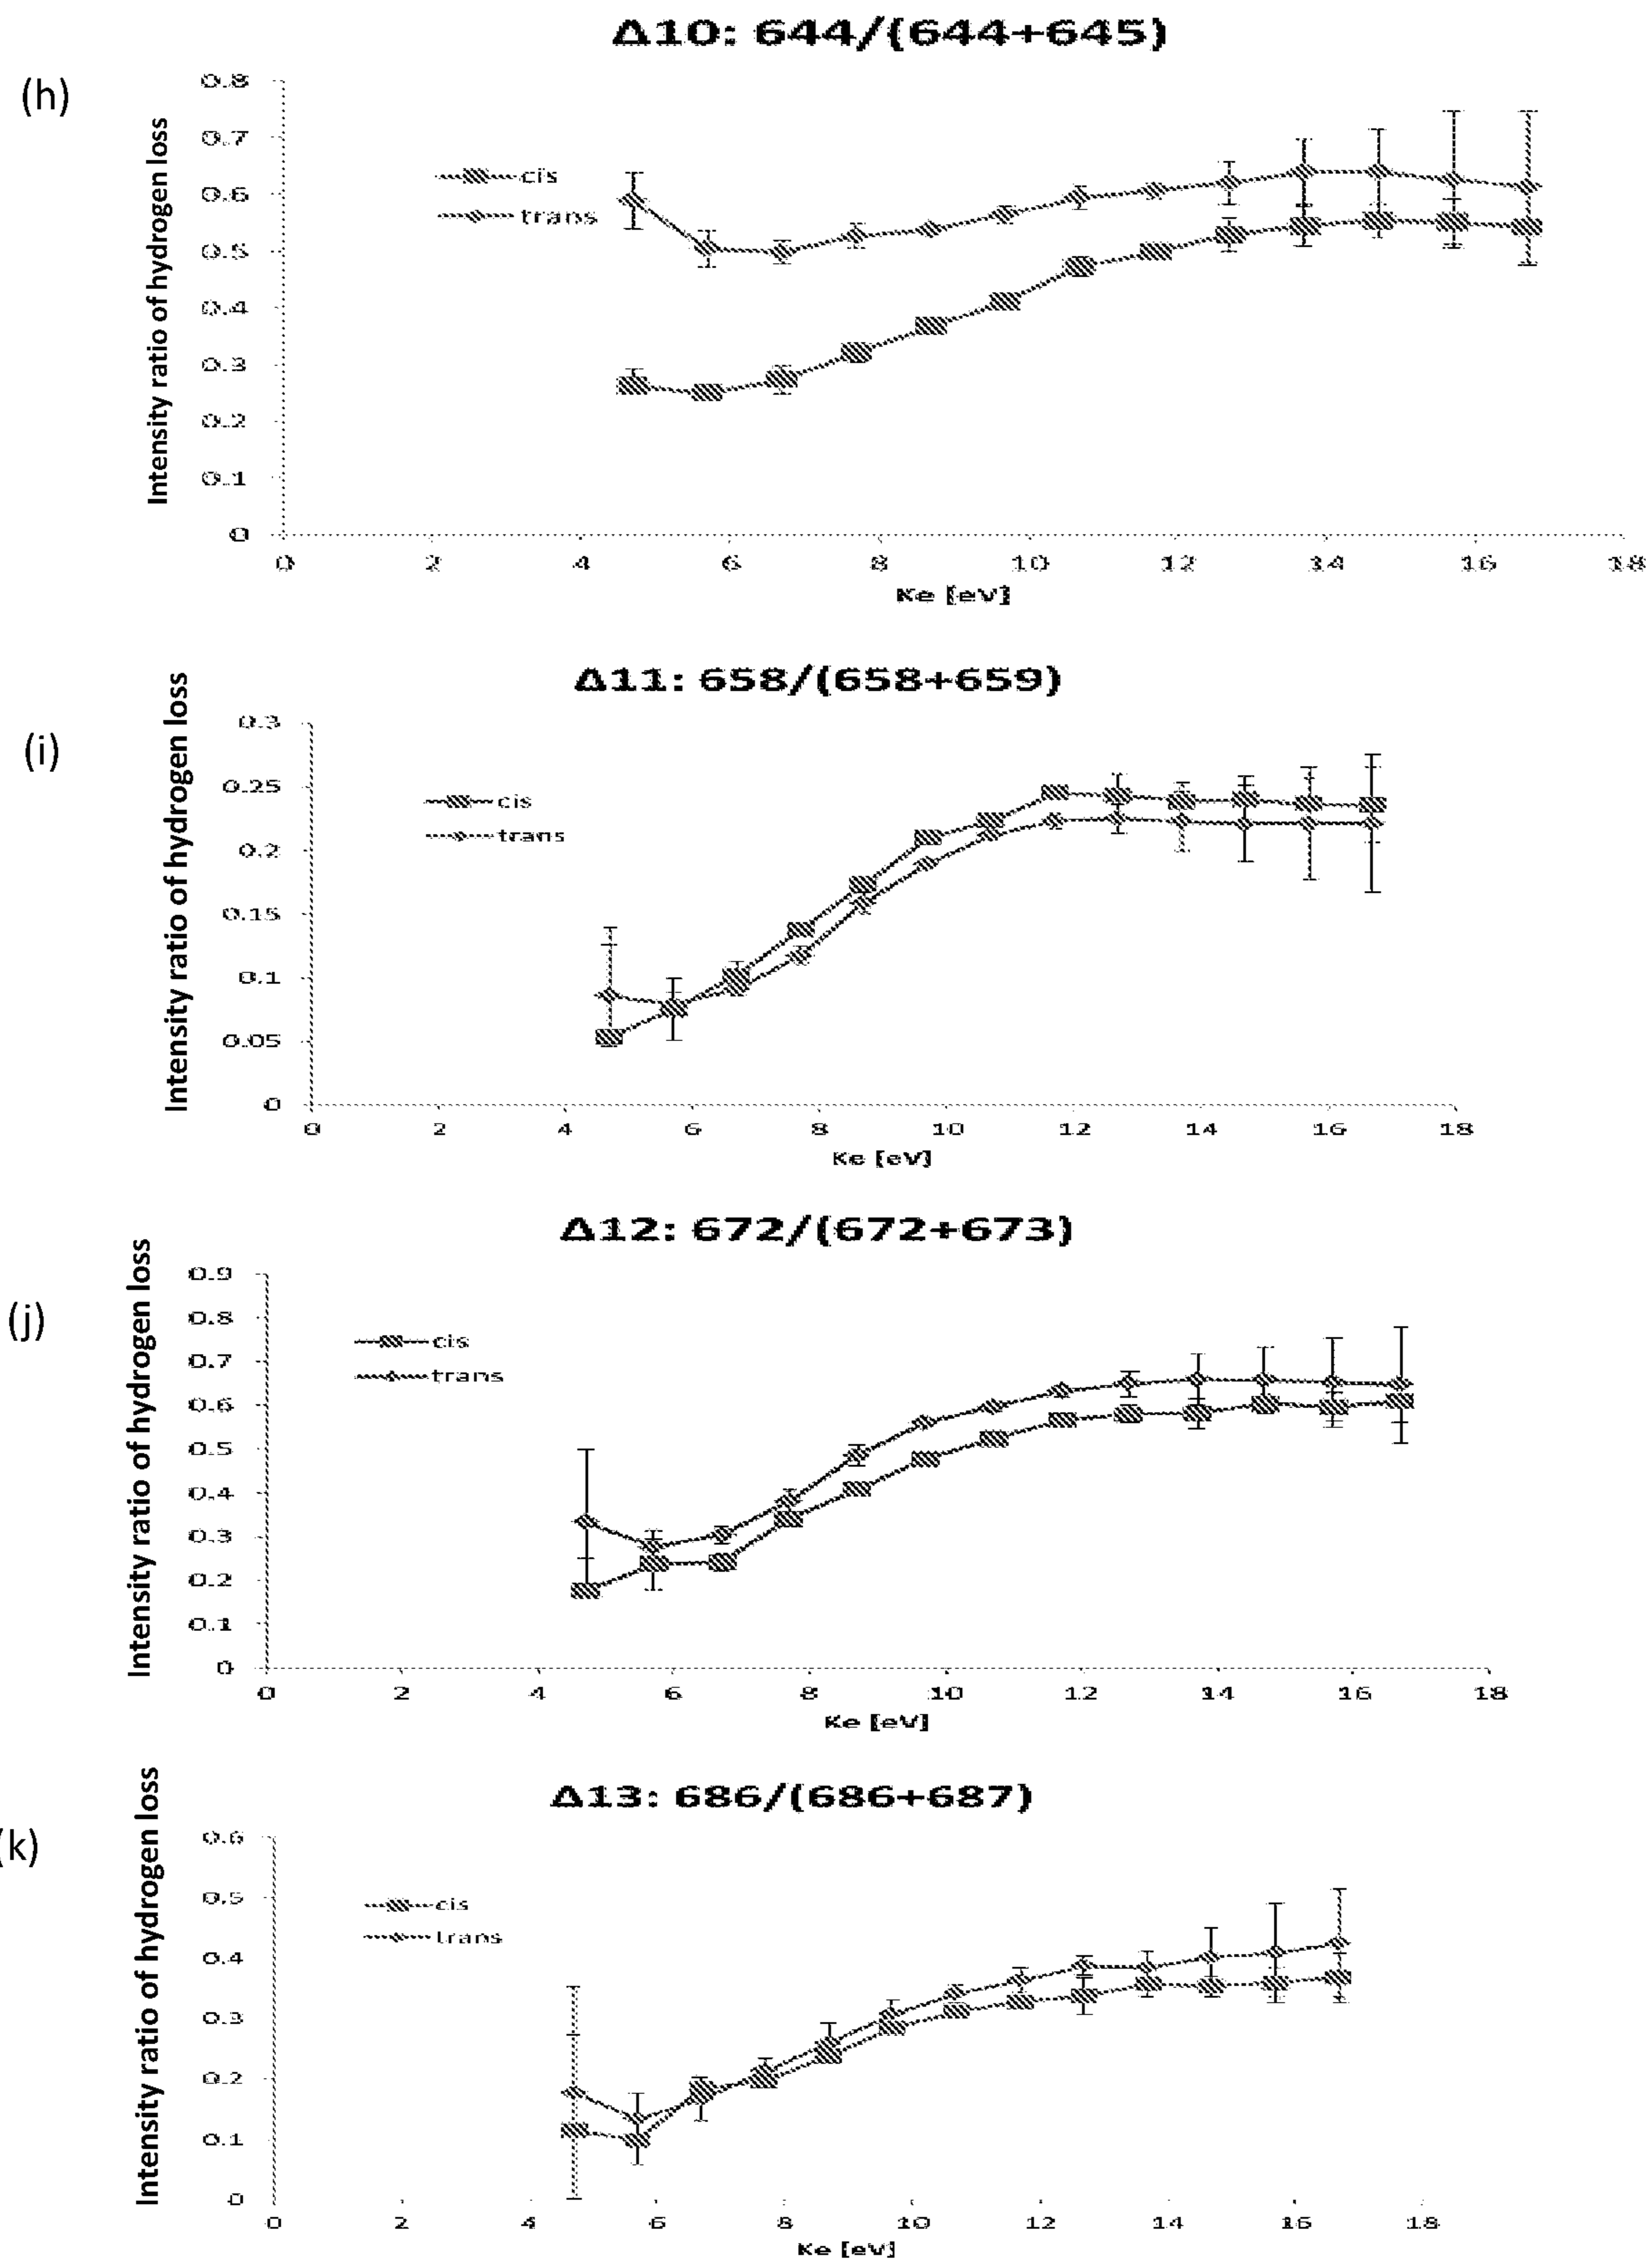 Δ10: 644/(644+645)
(h)
Intensity ratio of hydrogen loss
0.8
0.7
0.6
0.5
0.4
0.3
0.2
0.1
0
cis
trans
0 2 4 6 8 10 12 14 16 18
Ke [eV]
Δ11: 658/(658+659)
(i)
Intensity ratio of hydrogen loss
0.3
0.25
0.2
0.15
0.1
0.05
0
cis
trans
0 2 4 6 8 10 12 14 16 18
Ke [eV]
Δ12: 672/(672+673)
(j)
Intensity ratio of hydrogen loss
0.9
0.8
0.7
0.6
0.5
0.4
0.3
0.2
0.1
0
cis
trans
0 2 4 6 8 10 12 14 16 18
Ke [eV]
Δ13: 686/(686+687)
(k)
Intensity ratio of hydrogen loss
0.6
0.5
0.4
0.3
0.2
0.1
0
cis
trans
0 2 4 6 8 10 12 14 16 18
Ke [eV]